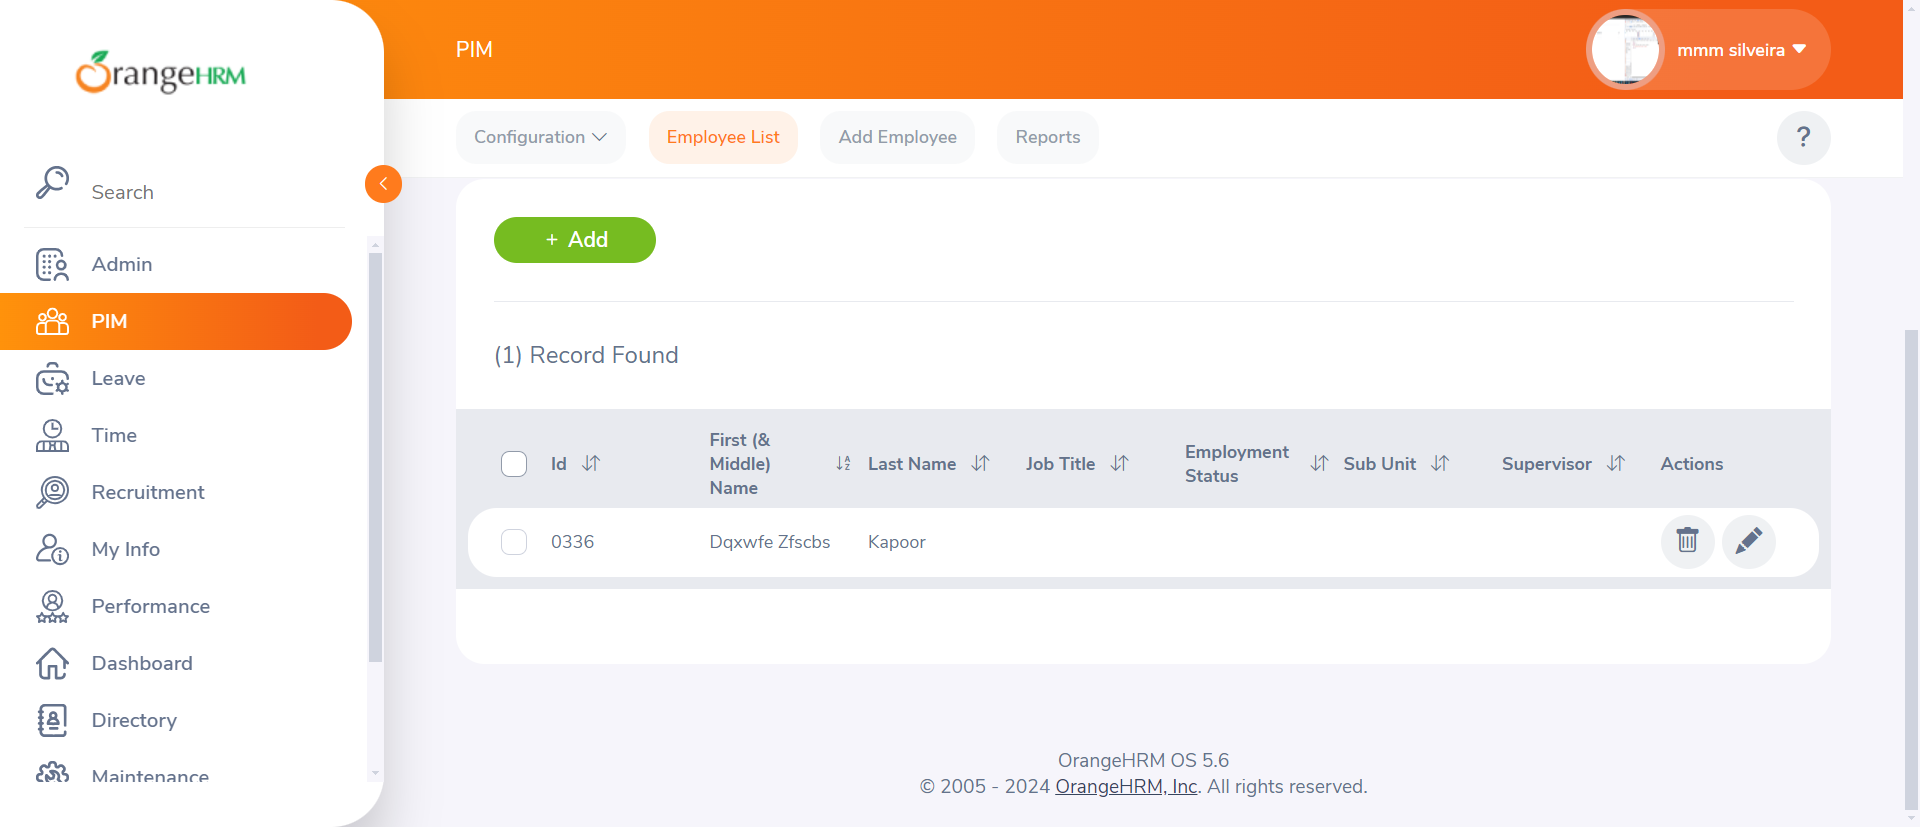 OrangeHRM
PIM
mmm silveira
Configuration
Employee List
Add Employee
Reports
?
Search
Admin
PIM
Leave
Time
Recruitment
My Info
Performance
Dashboard
Directory
Maintenance
+ Add
(1) Record Found
Id
First (&
Middle)
Name
Last Name
Job Title
Employment
Status
Sub Unit
Supervisor
Actions
0336
Dqxwfe Zfscbs
Kapoor
OrangeHRM OS 5.6
© 2005 - 2024 OrangeHRM, Inc. All rights reserved.